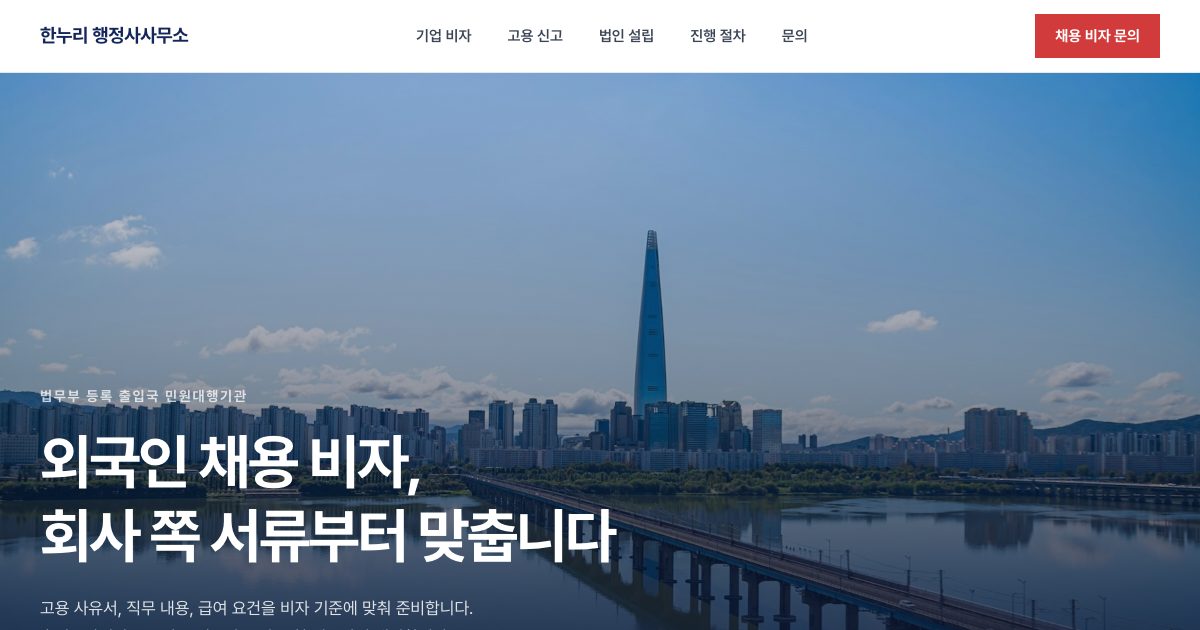 한누리 행정사사무소
기업 비자
고용 신고
법인 설립
진행 절차
문의
채용 비자 문의
법무부 등록 출입국 민원대행기관
외국인 채용 비자,
회사 쪽 서류부터 맞춥니다
고용 사유서, 직무 내용, 급여 요건을 비자 기준에 맞춰 준비합니다.